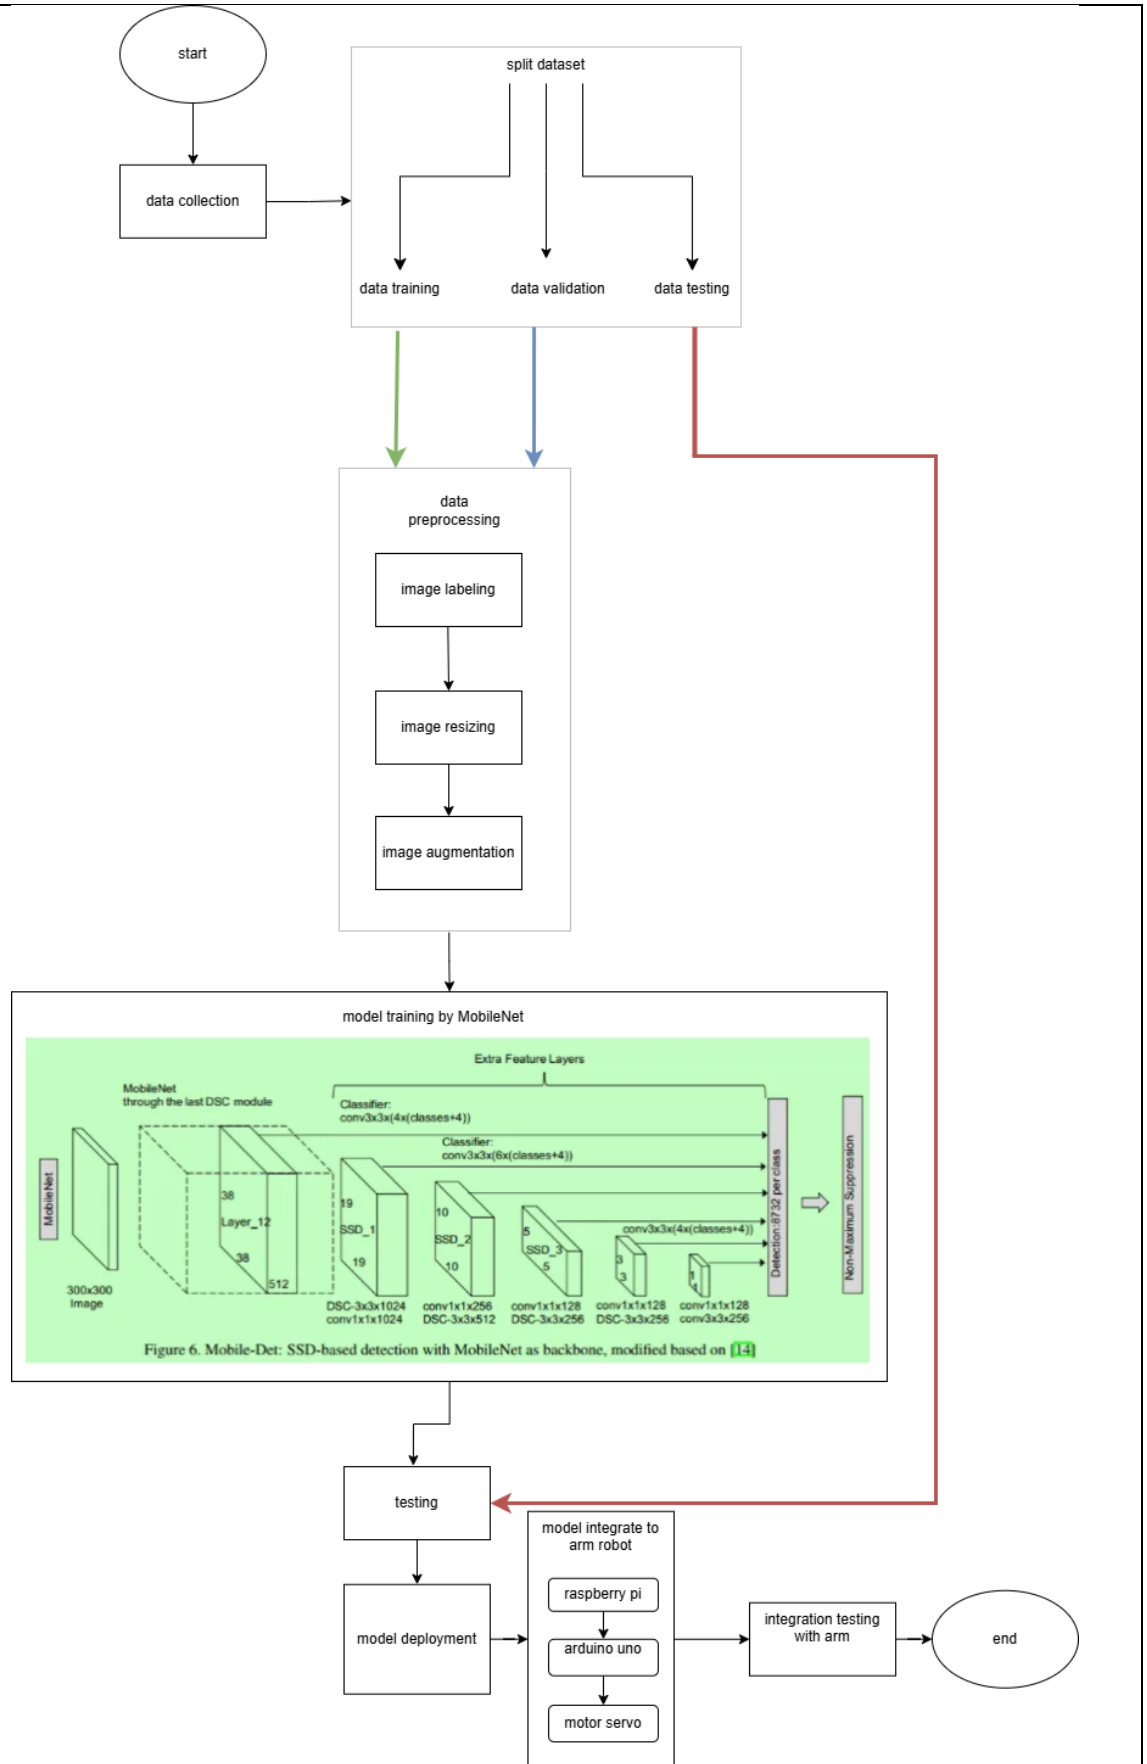 start
data collection
split dataset
data training
data validation
data testing
data
preprocessing
image labeling
image resizing
image augmentation
model training by MobileNet
Extra Feature Layers
MobileNet
through the last DSC module
Classifier:
conv3x3x(4x(classes+4))
Classifier:
conv3x3x(6x(classes+4))
MobileNet
38
Layer_12
38
512
19
SSD_1
19
10
SSD_2
10
5
SSD_3
5
conv3x3x(4x(classes+4))
3
3
1
Detection:8732 per class
Non-Maximum Suppression
300x300
Image
DSC-3x3x1024
conv1x1x1024
conv1x1x256
DSC-3x3x512
conv1x1x128
DSC-3x3x256
conv1x1x128
DSC-3x3x256
conv1x1x128
conv3x3x256
Figure 6. Mobile-Det: SSD-based detection with MobileNet as backbone, modified based on [14]
testing
model deployment
model integrate to
arm robot
raspberry pi
arduino uno
motor servo
integration testing
with arm
end